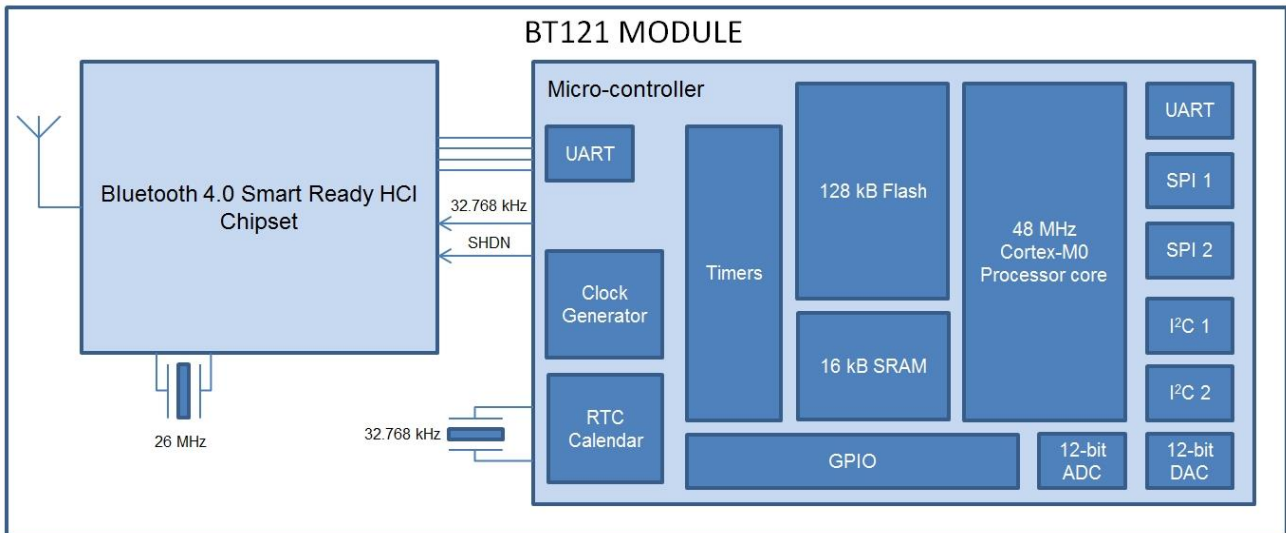 BT121 MODULE
Bluetooth 4.0 Smart Ready HCI
Chipset
26 MHz
32.768 kHz
SHDN
32.768 kHz
Micro-controller
UART
Clock
Generator
RTC
Calendar
Timers
128 kB Flash
16 kB SRAM
48 MHz
Cortex-M0
Processor core
GPIO
12-bit
ADC
UART
SPI 1
SPI 2
I²C 1
I²C 2
12-bit
DAC